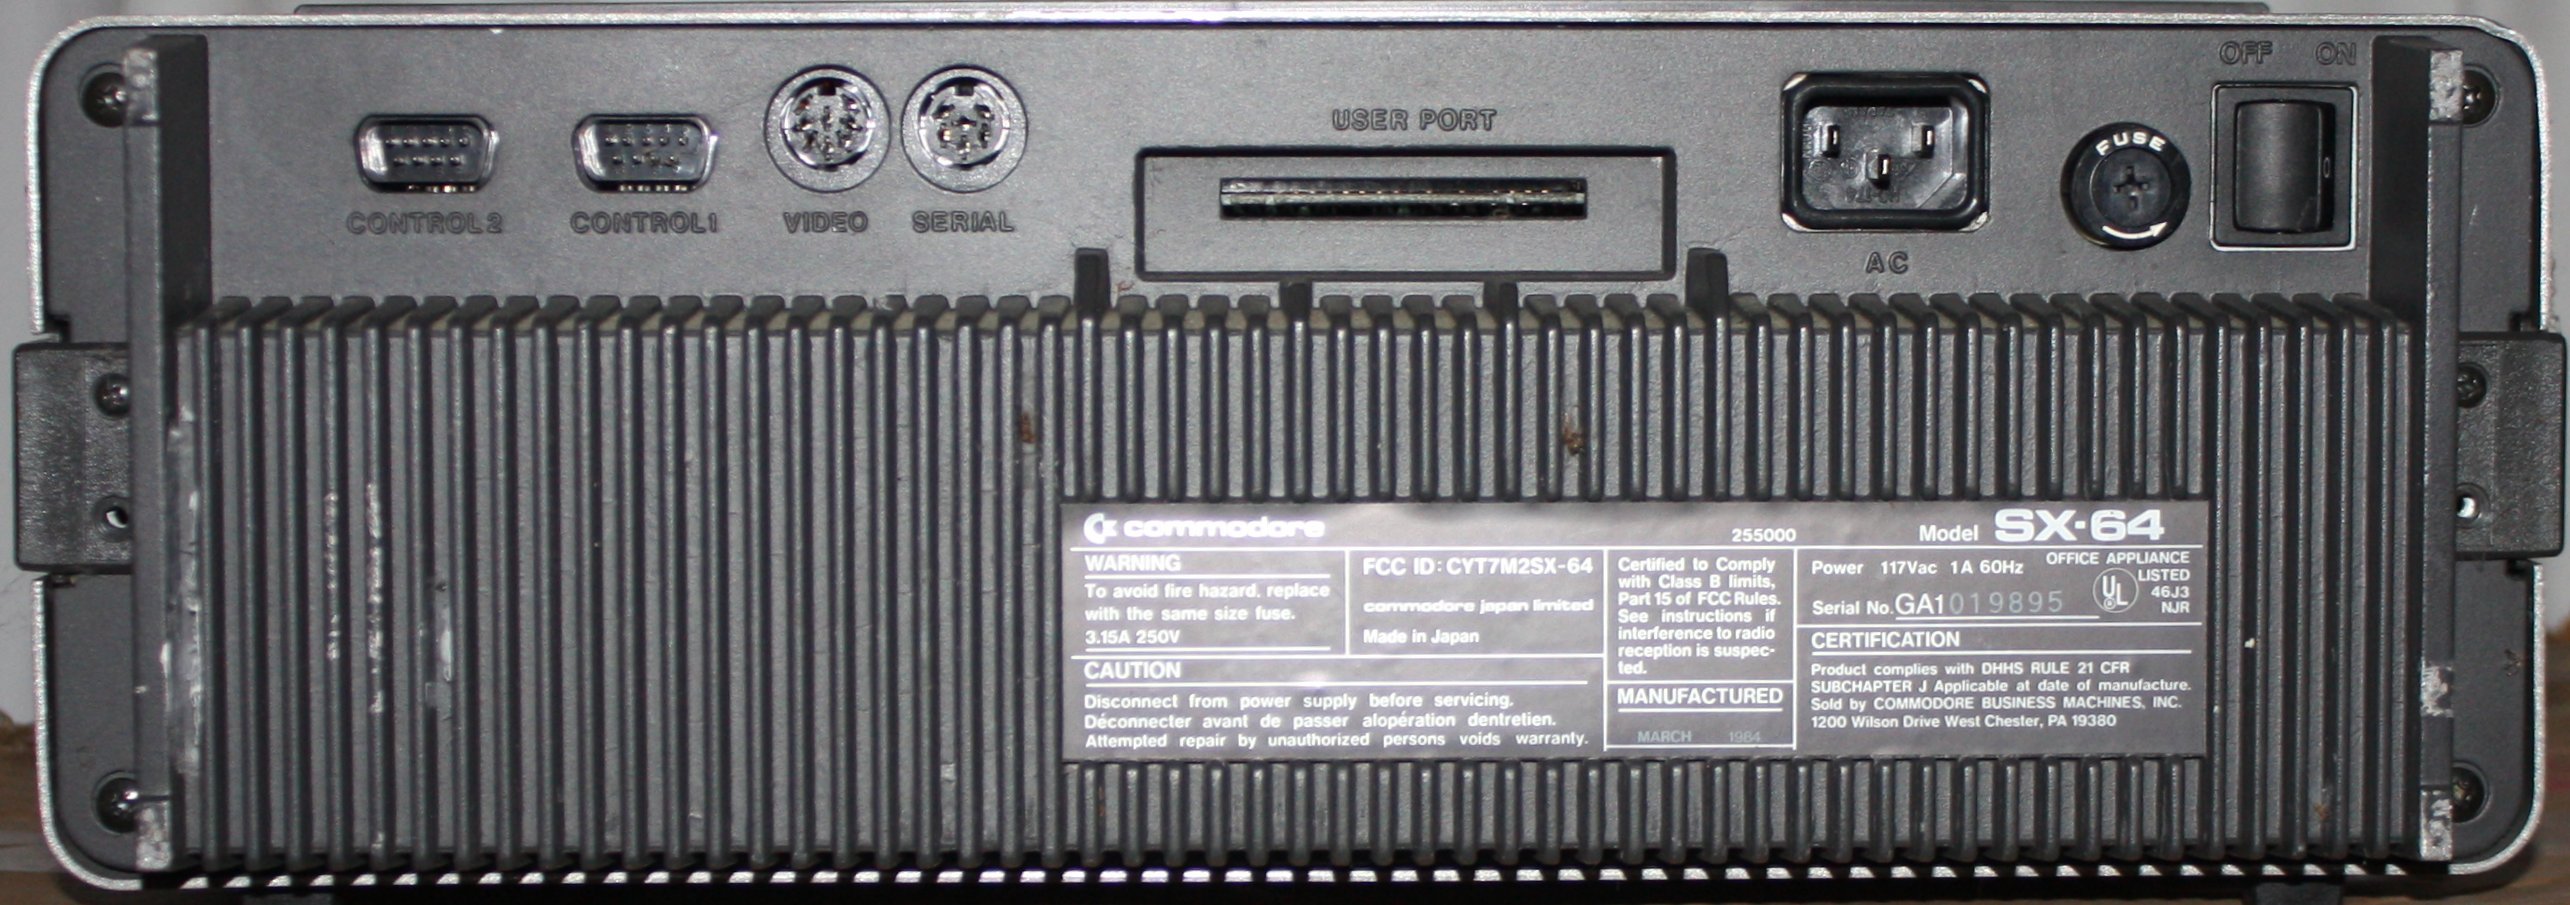 OFF ON
USER PORT
FUSE
CONTROL 2 CONTROL 1 VIDEO SERIAL
AC
commodore 255000 Model SX-64
WARNING
To avoid fire hazard, replace
with the same size fuse.
3.15A 250V
FCC ID: CYT7M2SX-64
commodore japan limited
Made in Japan
CAUTION
Disconnect from power supply before servicing.
Déconnecter avant de passer alopération dentretien.
Attempted repair by unauthorized persons voids warranty.
Certified to Comply
with Class B limits,
Part 15 of FCC Rules.
See instructions if
interference to radio
reception is suspec-
ted.
MANUFACTURED
MARCH 1984
OFFICE APPLIANCE
Power 117Vac 1A 60Hz
UL LISTED
46J3
NJR
Serial No. GA1019895
CERTIFICATION
Product complies with DHHS RULE 21 CFR
SUBCHAPTER J Applicable at date of manufacture.
Sold by COMMODORE BUSINESS MACHINES, INC.
1200 Wilson Drive West Chester, PA 19380